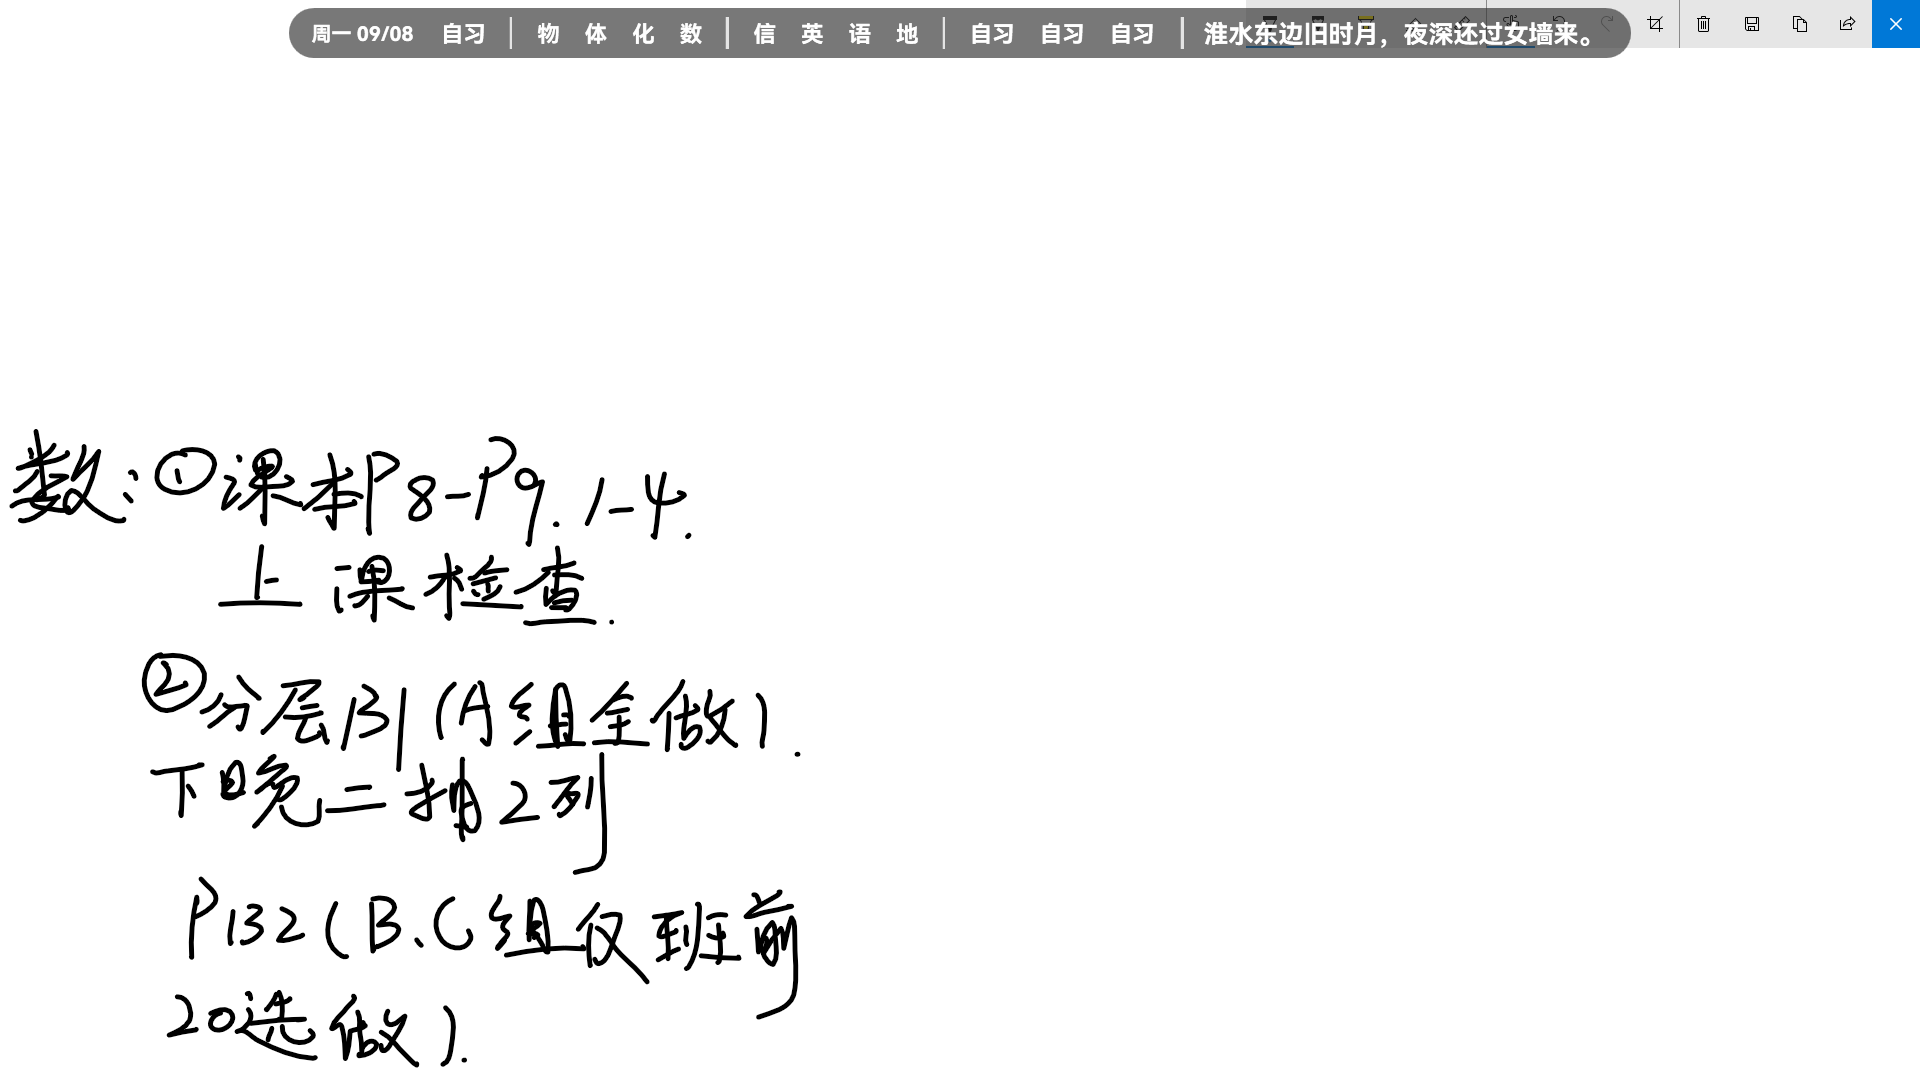 周一 09/08 自习 | 物 体 化 数 | 信 英 语 地 | 自习 自习 自习 | 淮水东边旧时月，夜深还过女墙来。
数：①课本P8-P9. 1-4.
上课检查.
②分层131(A组全做).
下晚二抽2列
P132(B、C组仅班前
20选做).